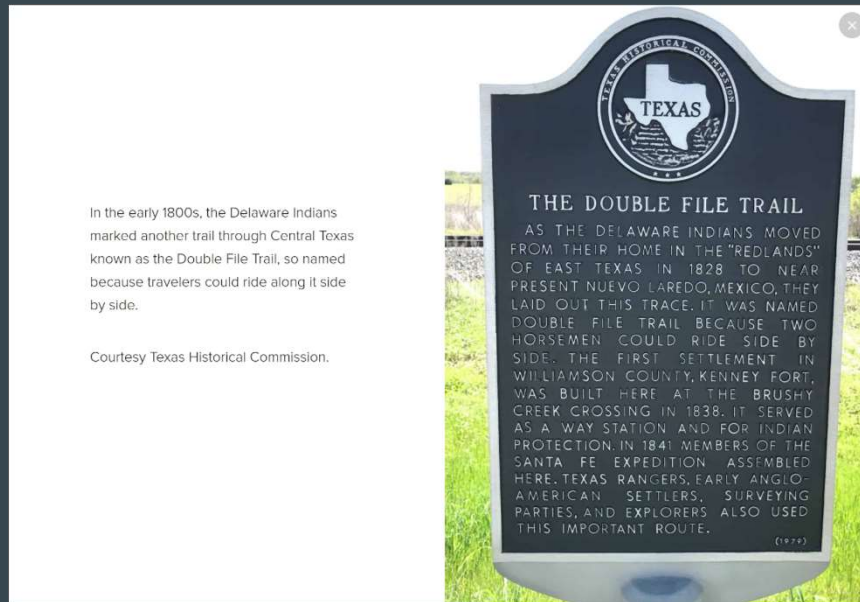 In the early 1800s, the Delaware Indians
marked another trail through Central Texas
known as the Double File Trail, so named
because travelers could ride along it side
by side.
Courtesy Texas Historical Commission.
TEXAS HISTORICAL COMMISSION
TEXAS
THE DOUBLE FILE TRAIL
AS THE DELAWARE INDIANS MOVED
FROM THEIR HOME IN THE "REDLANDS"
OF EAST TEXAS IN 1828 TO NEAR
PRESENT NUEVO LAREDO, MEXICO, THEY
LAID OUT THIS TRACE. IT WAS NAMED
DOUBLE FILE TRAIL BECAUSE TWO
HORSEMEN COULD RIDE SIDE BY
SIDE. THE FIRST SETTLEMENT IN
WILLIAMSON COUNTY, KENNEY FORT,
WAS BUILT HERE AT THE BRUSHY
CREEK CROSSING IN 1838. IT SERVED
AS A WAY STATION AND FOR INDIAN
PROTECTION. IN 1841 MEMBERS OF THE
SANTA FE EXPEDITION ASSEMBLED
HERE. TEXAS RANGERS, EARLY ANGLO-
AMERICAN SETTLERS, SURVEYING
PARTIES, AND EXPLORERS ALSO USED
THIS IMPORTANT ROUTE.
(1979)